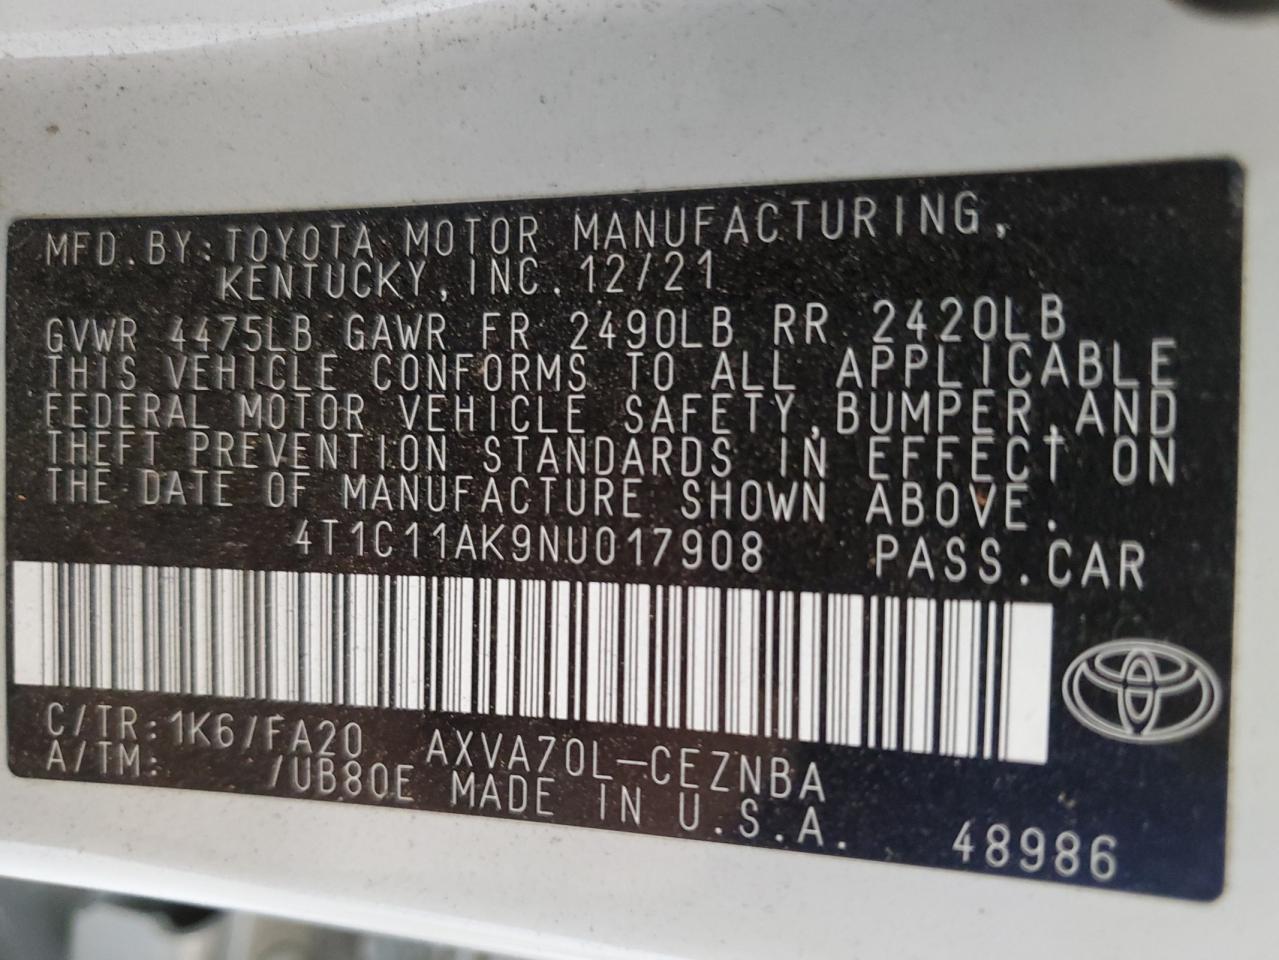 MFD.BY:TOYOTA MOTOR MANUFACTURING,
KENTUCKY,INC.12/21
GVWR 4475LB GAWR FR 2490LB RR 2420LB
THIS VEHICLE CONFORMS TO ALL APPLICABLE
FEDERAL MOTOR VEHICLE SAFETY,BUMPER,AND
THEFT PREVENTION STANDARDS IN EFFECT ON
THE DATE OF MANUFACTURE SHOWN ABOVE.
4T1C11AK9NU017908 PASS.CAR
C/TR:1K6/FA20 AXVA70L-CEZNBA
A/TM: /UB80E MADE IN U.S.A.
48986